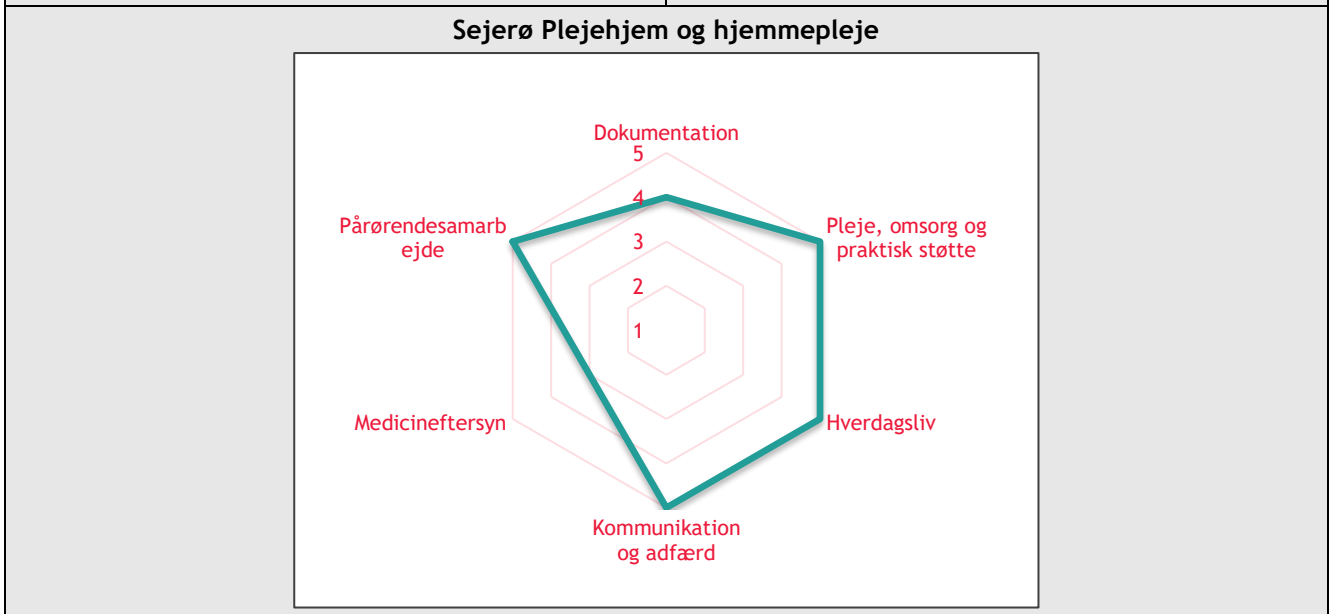 Sejerø Plejehjem og hjemmepleje
Dokumentation
5
4
Pårørendesamarb
ejde
Pleje, omsorg og
praktisk støtte
3
2
1
Medicineftersyn
Hverdagsliv
Kommunikation
og adfærd